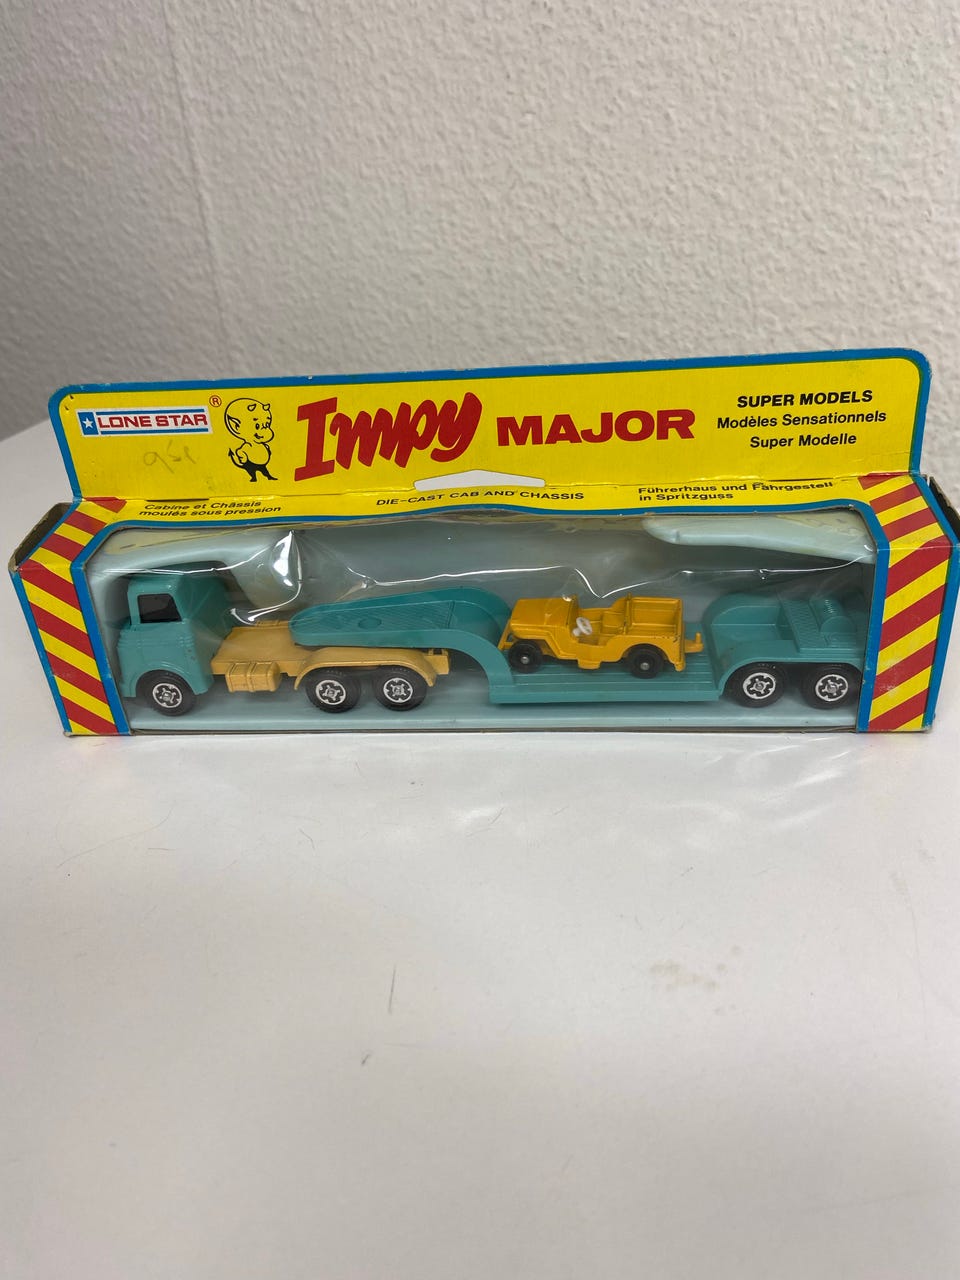 LONE STAR ®
Impy MAJOR
SUPER MODELS
Modèles Sensationnels
Super Modelle
Cabine et Châssis
moulés sous pression
DIE-CAST CAB AND CHASSIS
Führerhaus und Fahrgestell
in Spritzguss